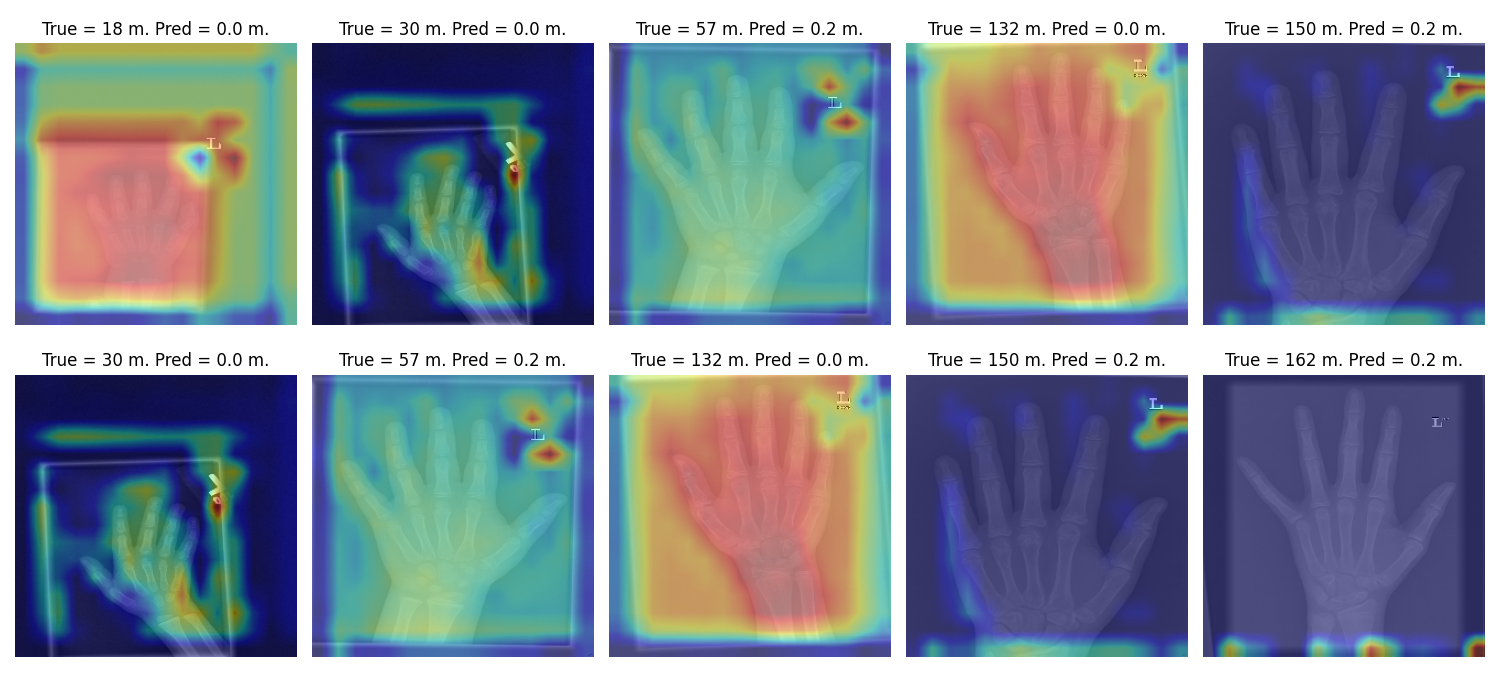 True = 18 m. Pred = 0.0 m.
True = 30 m. Pred = 0.0 m.
True = 57 m. Pred = 0.2 m.
True = 132 m. Pred = 0.0 m.
True = 150 m. Pred = 0.2 m.
L
L
L
L
True = 30 m. Pred = 0.0 m.
True = 57 m. Pred = 0.2 m.
True = 132 m. Pred = 0.0 m.
True = 150 m. Pred = 0.2 m.
True = 162 m. Pred = 0.2 m.
L
L
L
L